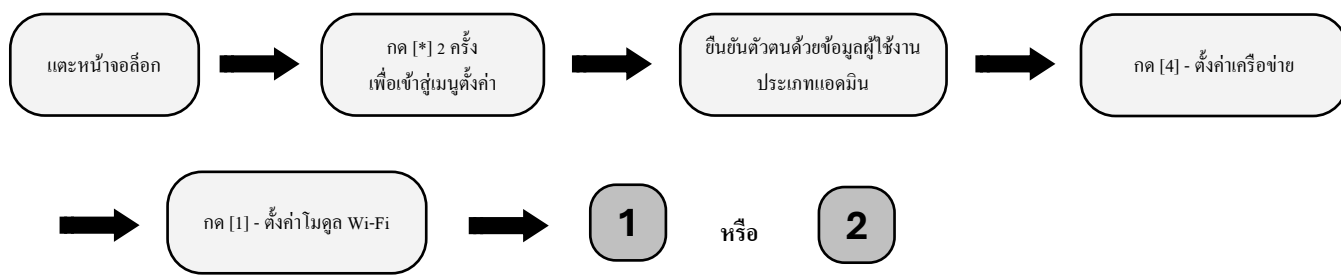 แตะหน้าจอล็อก
กด [*] 2 ครั้ง
เพื่อเข้าสู่เมนูตั้งค่า
ยืนยันตัวตนด้วยข้อมูลผู้ใช้งาน
ประเภทแอดมิน
กด [4] - ตั้งค่าเครือข่าย
กด [1] - ตั้งค่าโมดูล Wi-Fi
1 หรือ 2